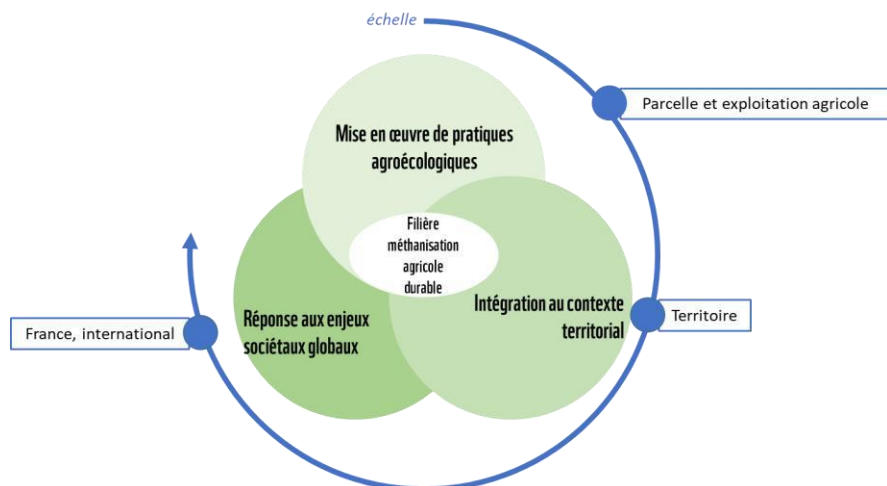 échelle
Parcelle et exploitation agricole
Mise en œuvre de pratiques
agroécologiques
Filière
méthanisation
agricole
durable
Intégration au contexte
territorial
Territoire
Réponse aux enjeux
sociétaux globaux
France, international